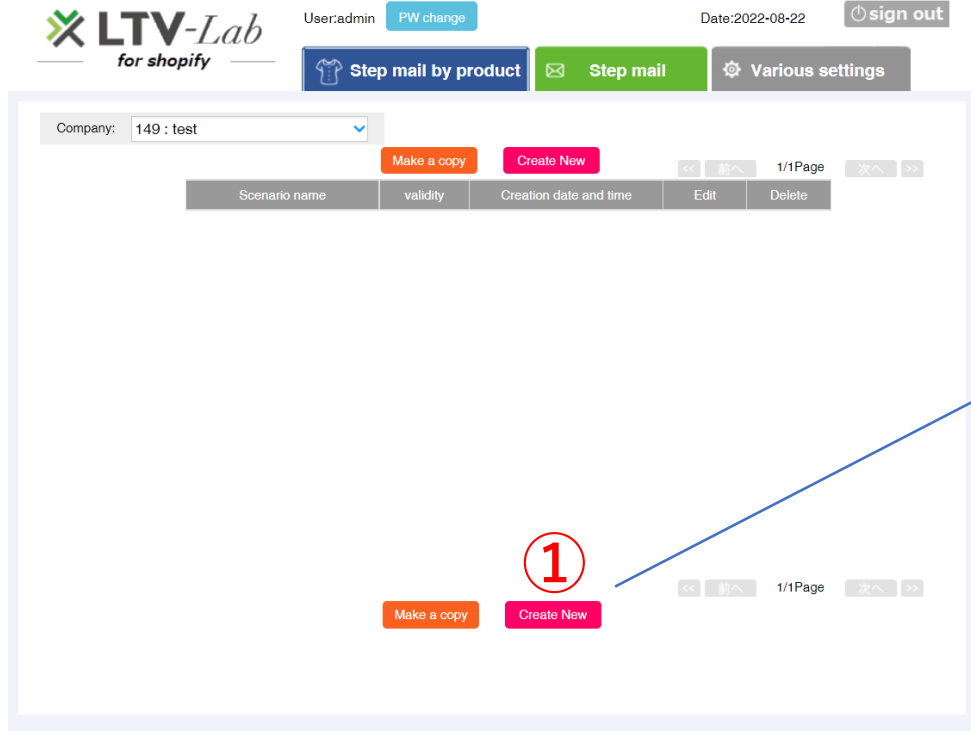 LTV-Lab
for shopify
User:admin
PW change
Date:2022-08-22
sign out
Step mail by product
Step mail
Various settings
Company:
149 : test
Make a copy
Create New
<<
前へ
1/1Page
次へ
>>
Scenario name
validity
Creation date and time
Edit
Delete
①
<<
前へ
1/1Page
次へ
>>
Make a copy
Create New